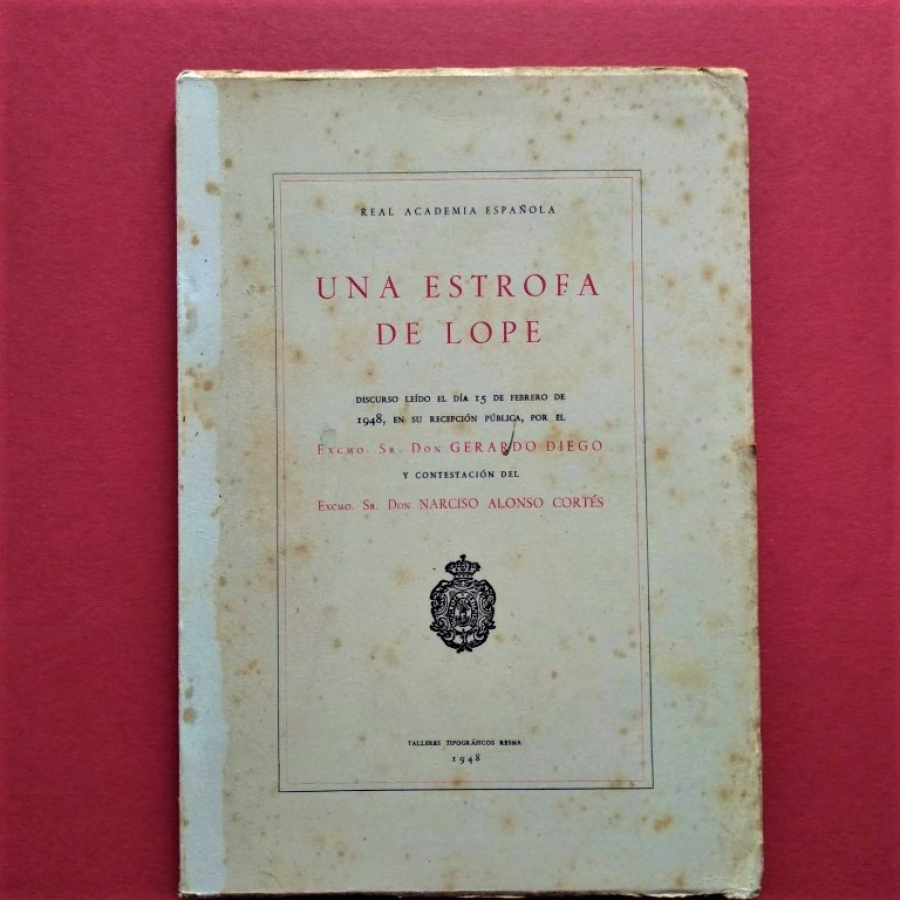 REAL ACADEMIA ESPAÑOLA
UNA ESTROFA
DE LOPE
DISCURSO LEÍDO EL DÍA 15 DE FEBRERO DE
1948, EN SU RECEPCIÓN PÚBLICA, POR EL
EXCMO. SR. DON GERARDO DIEGO
Y CONTESTACIÓN DEL
EXCMO. SR. DON NARCISO ALONSO CORTÉS
TALLERES TIPOGRÁFICOS RESMA
1948